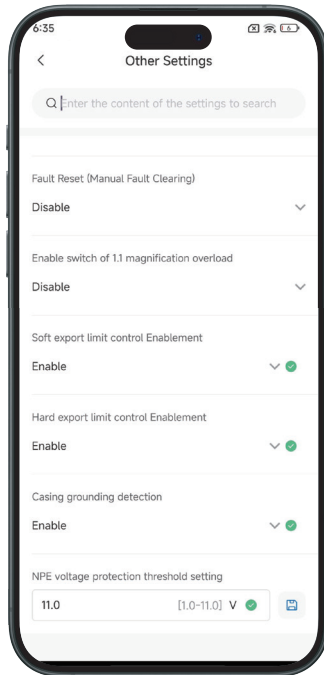 6:35
6
Other Settings
Enter the content of the settings to search
Fault Reset (Manual Fault Clearing)
Disable
Enable switch of 1.1 magnification overload
Disable
Soft export limit control Enablement
Enable
Hard export limit control Enablement
Enable
Casing grounding detection
Enable
NPE voltage protection threshold setting
11.0 [1.0-11.0] V